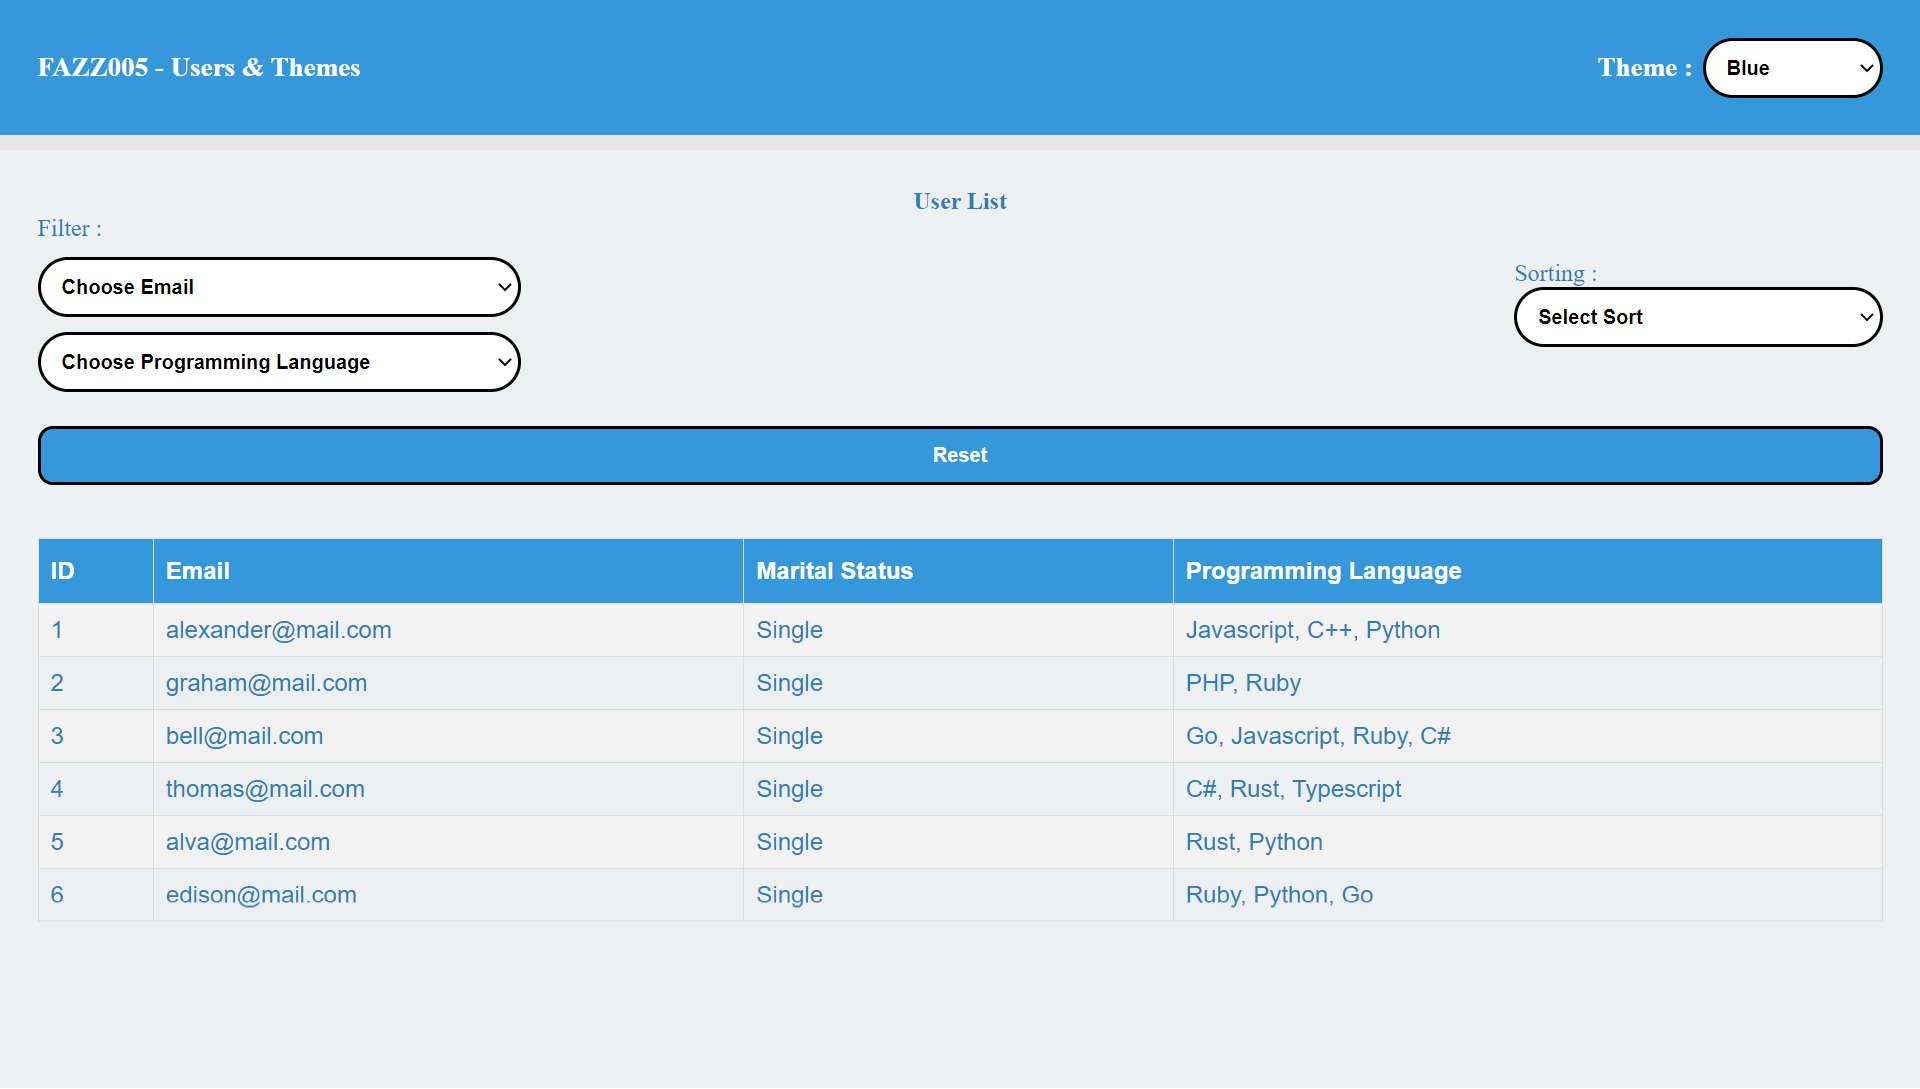 FAZZ005 - Users & Themes
Theme : Blue
User List
Filter :
Choose Email
Sorting :
Select Sort
Choose Programming Language
Reset
ID Email Marital Status Programming Language
1 alexander@mail.com Single Javascript, C++, Python
2 graham@mail.com Single PHP, Ruby
3 bell@mail.com Single Go, Javascript, Ruby, C#
4 thomas@mail.com Single C#, Rust, Typescript
5 alva@mail.com Single Rust, Python
6 edison@mail.com Single Ruby, Python, Go